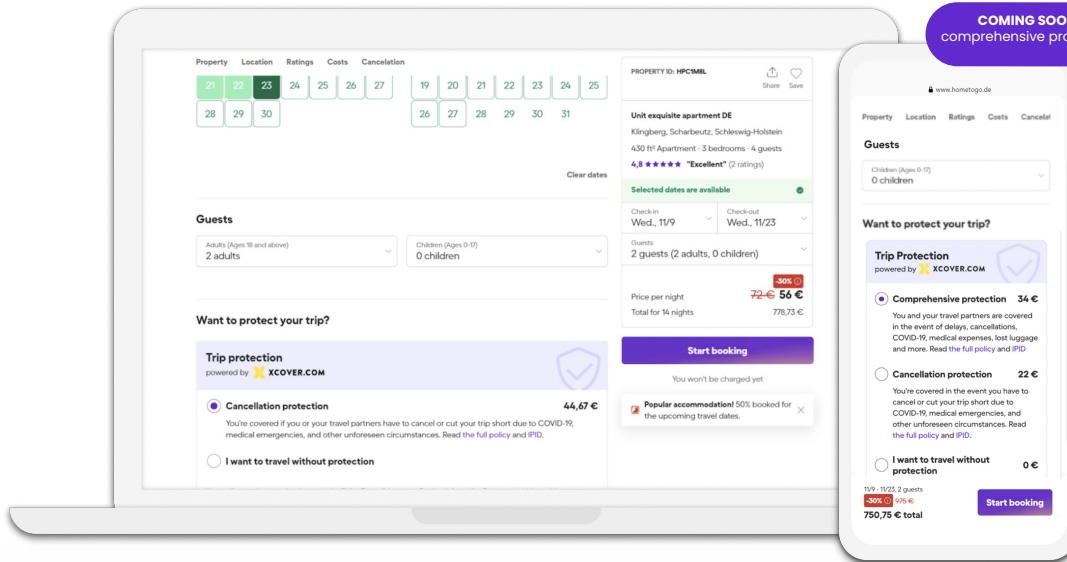 COMING SOO
comprehensive pro
Property Location Ratings Costs Cancelation
21 22 23 24 25 26 27 19 20 21 22 23 24 25
28 29 30 26 27 28 29 30 31
Clear dates
Guests
Adults (Ages 18 and above)
2 adults
Children (Ages 0-17)
0 children
Want to protect your trip?
Trip protection
powered by XCOVER.COM
Cancellation protection 44,67 €
You're covered if you or your travel partners have to cancel or cut your trip short due to COVID-19,
medical emergencies, and other unforeseen circumstances. Read the full policy and IPID.
I want to travel without protection
PROPERTY ID: HPC1M8L
Share Save
Unit exquisite apartment DE
Klingberg, Scharbeutz, Schleswig-Holstein
430 ft² Apartment · 3 bedrooms · 4 guests
4,8 ★★★★★ "Excellent" (2 ratings)
Selected dates are available
Check-in
Wed., 11/9
Check-out
Wed., 11/23
Guests
2 guests (2 adults, 0 children)
-30%
Price per night 72 € 56 €
Total for 14 nights 778,73 €
Start booking
You won't be charged yet
Popular accommodation! 50% booked for
the upcoming travel dates.
www.hometogo.de
Property Location Ratings Costs Cancelat
Guests
Children (Ages 0-17)
0 children
Want to protect your trip?
Trip Protection
powered by XCOVER.COM
Comprehensive protection 34 €
You and your travel partners are covered
in the event of delays, cancellations,
COVID-19, medical expenses, lost luggage
and more. Read the full policy and IPID
Cancellation protection 22 €
You're covered in the event you have to
cancel or cut your trip short due to
COVID-19, medical emergencies, and
other unforeseen circumstances. Read
the full policy and IPID.
I want to travel without
protection 0 €
11/9 - 11/23, 2 guests
-30% 975 €
750,75 € total
Start booking